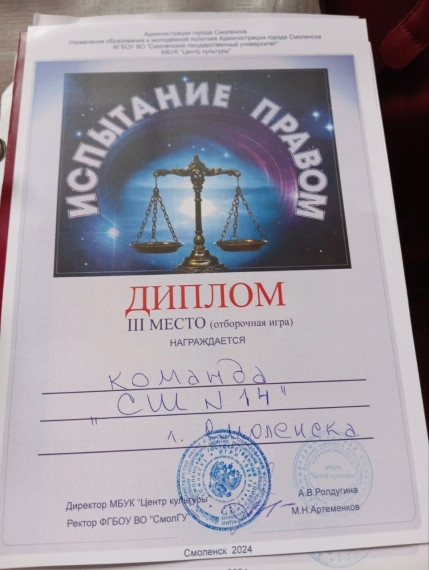 Администрация города Смоленска
Управление образования и молодёжной политики Администрации города Смоленска
ФГБОУ ВО "Смоленский государственный университет"
МБУК "Центр культуры"
ИСПЫТАНИЕ ПРАВОМ
ДИПЛОМ
III МЕСТО (отборочная игра)
НАГРАЖДАЕТСЯ
команда
"СШ N 14"
г. Смоленска
Директор МБУК "Центр культуры
А.В.Ролдугина
Ректор ФГБОУ ВО "СмолГУ"
М.Н.Артеменков
Смоленск 2024